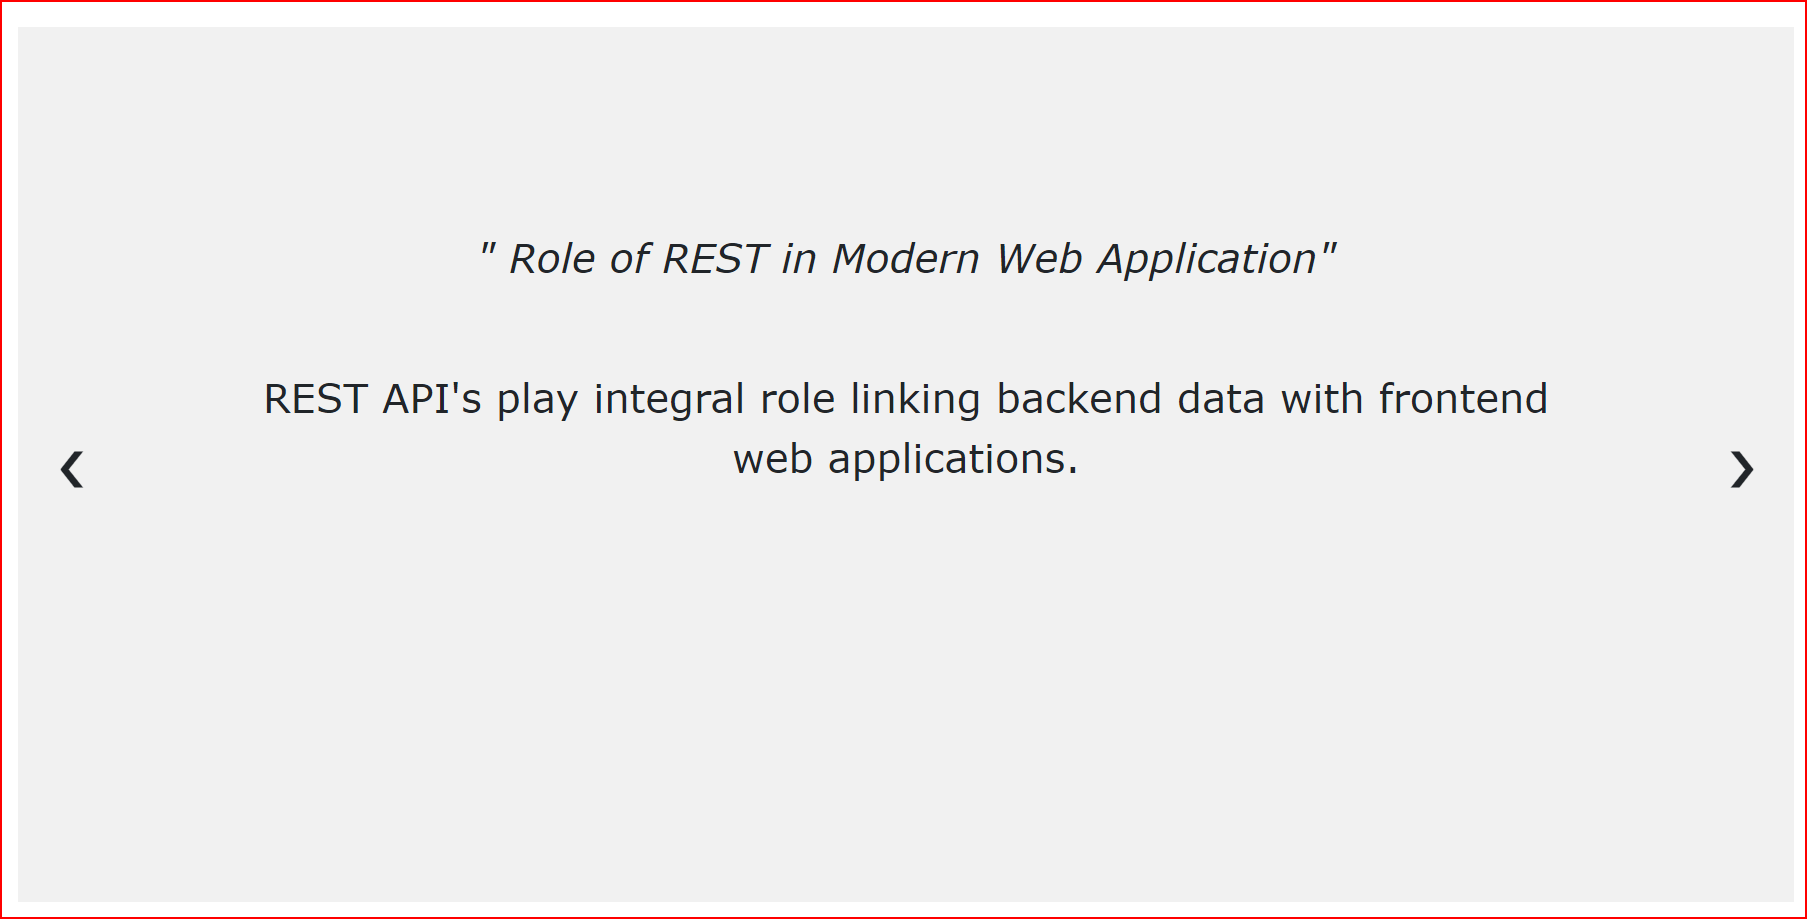 " Role of REST in Modern Web Application"
REST API's play integral role linking backend data with frontend
web applications.